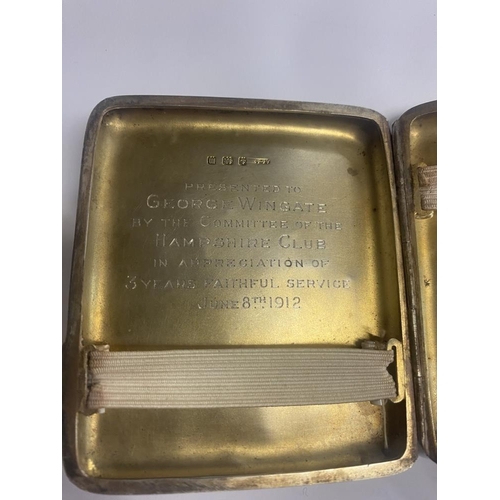 PRESENTED TO
GEORGE WINGATE
BY THE COMMITTEE OF THE
HAMPSHIRE CLUB
IN APPRECIATION OF
3 YEARS FAITHFUL SERVICE
JUNE 8TH 1912